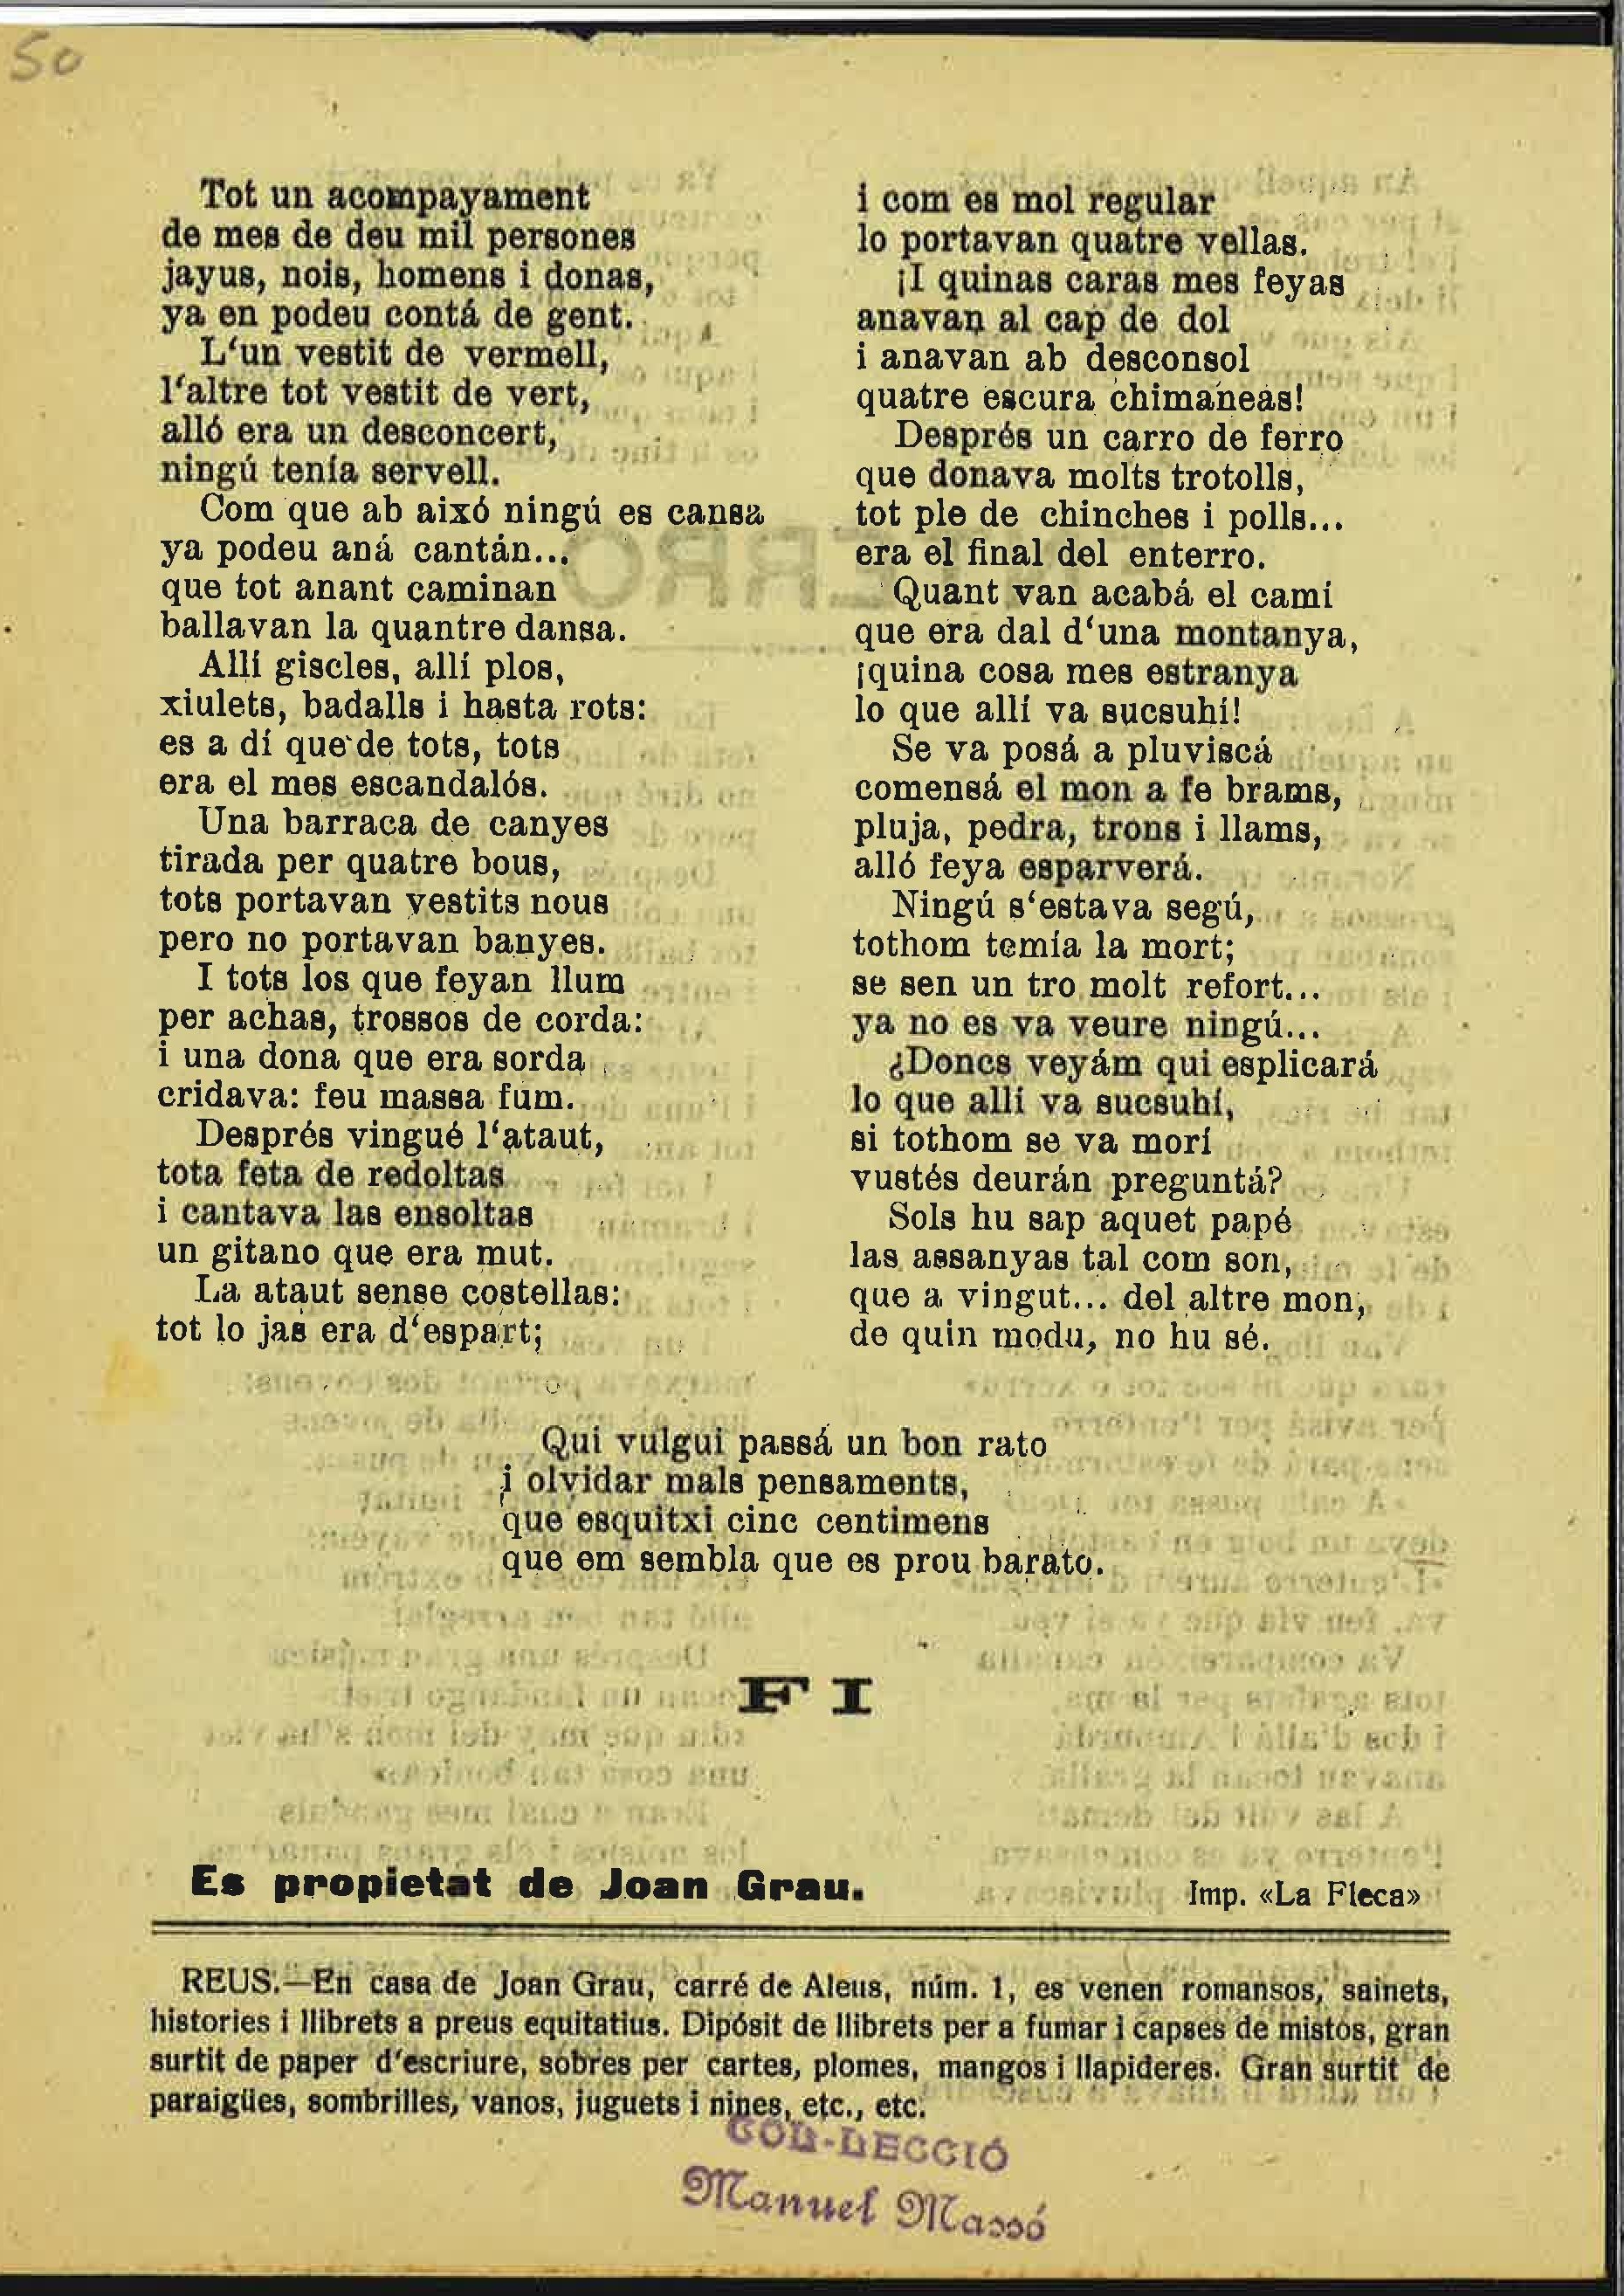 50
Tot un acompayament
de mes de deu mil persones
jayus, nois, homens i donas,
ya en podeu contá de gent.
L'un vestit de vermell,
l'altre tot vestit de vert,
alló era un desconcert,
ningú tenía servell.
Com que ab aixó ningú es cansa
ya podeu aná cantán...
que tot anant caminan
ballavan la quantre dansa.
Allí giscles, allí plos,
xiulets, badalls i hasta rots:
es a dí que de tots, tots
era el mes escandalós.
Una barraca de canyes
tirada per quatre bous,
tots portavan vestits nous
pero no portavan banyes.
I tots los que feyan llum
per achas, trossos de corda:
i una dona que era sorda
cridava: feu massa fum.
Després vingué l'ataut,
tota feta de redoltas
i cantava las ensoltas
un gitano que era mut.
La ataut sense costellas:
tot lo jas era d'espart;
i com es mol regular
lo portavan quatre vellas.
¡I quinas caras mes feyas
anavan al cap de dol
i anavan ab desconsol
quatre escura chimaneas!
Després un carro de ferro
que donava molts trotolls,
tot ple de chinches i polls...
era el final del enterro.
Quant van acabá el camí
que era dal d'una montanya,
¡quina cosa mes estranya
lo que allí va sucsuhí!
Se va posá a pluviscá
comensá el mon a fe brams,
pluja, pedra, trons i llams,
alló feya esparverá.
Ningú s'estava segú,
tothom temía la mort;
se sen un tro molt refort...
ya no es va veure ningú...
¿Doncs veyám qui esplicará
lo que allí va sucsuhí,
si tothom se va morí
vustés deurán preguntá?
Sols hu sap aquet papé
las assanyas tal com son,
que a vingut... del altre mon,
de quin modu, no hu sé.
Qui vulgui passá un bon rato
i olvidar mals pensaments,
que esquitxi cinc centimens
que em sembla que es prou barato.
FI
Es propietat de Joan Grau.
Imp. «La Fleca»
REUS.—En casa de Joan Grau, carré de Aleus, núm. 1, es venen romansos, sainets,
histories i llibrets a preus equitatius. Dipósit de llibrets per a fumar i capses de mistos, gran
surtit de paper d'escriure, sobres per cartes, plomes, mangos i llapideres. Gran surtit de
paraigües, sombrilles, vanos, juguets i nines, etc., etc.
COL-LECCIÓ
Manuel Massó